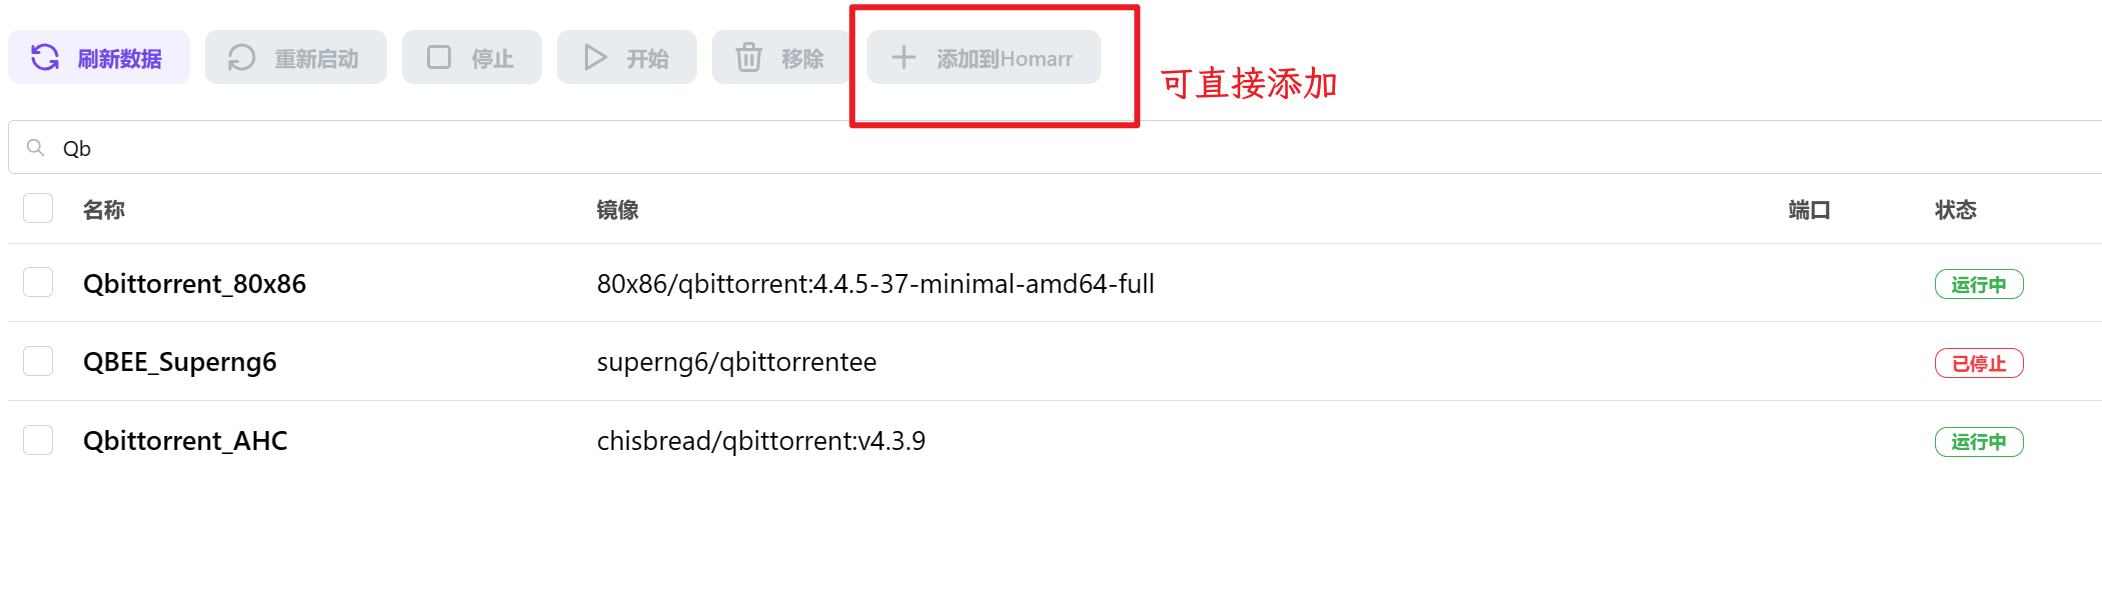 刷新数据 重新启动 停止 开始 移除 添加到Homarr
可直接添加
Qb
名称 镜像 端口 状态
Qbittorrent_80x86 80x86/qbittorrent:4.4.5-37-minimal-amd64-full 运行中
QBEE_Superng6 superng6/qbittorrentee 已停止
Qbittorrent_AHC chisbread/qbittorrent:v4.3.9 运行中